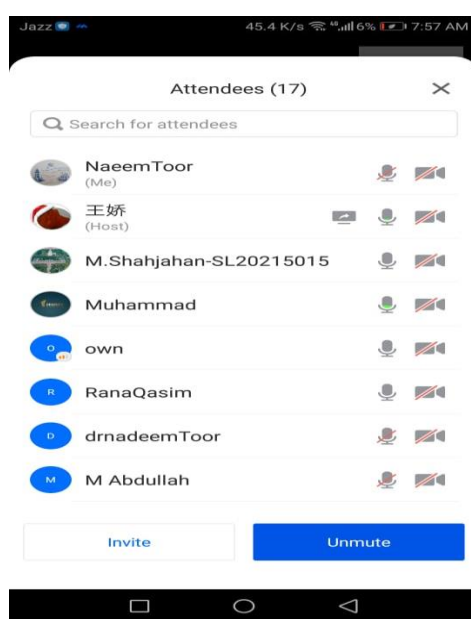 Jazz 45.4 K/s 4G 6% 7:57 AM
Attendees (17)
Search for attendees
NaeemToor
(Me)
王娇
(Host)
M.Shahjahan-SL20215015
Muhammad
O own
R RanaQasim
D drnadeemToor
M M Abdullah
Invite Unmute